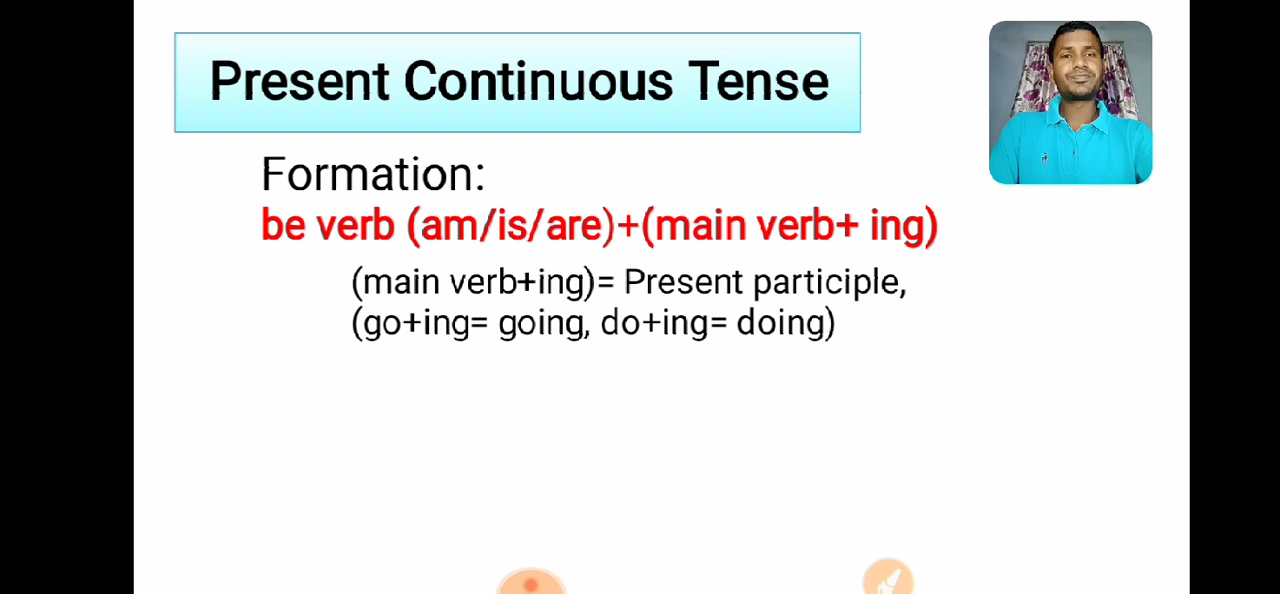 Present Continuous Tense
Formation:
be verb (am/is/are)+(main verb+ ing)
(main verb+ing)= Present participle,
(go+ing= going, do+ing= doing)